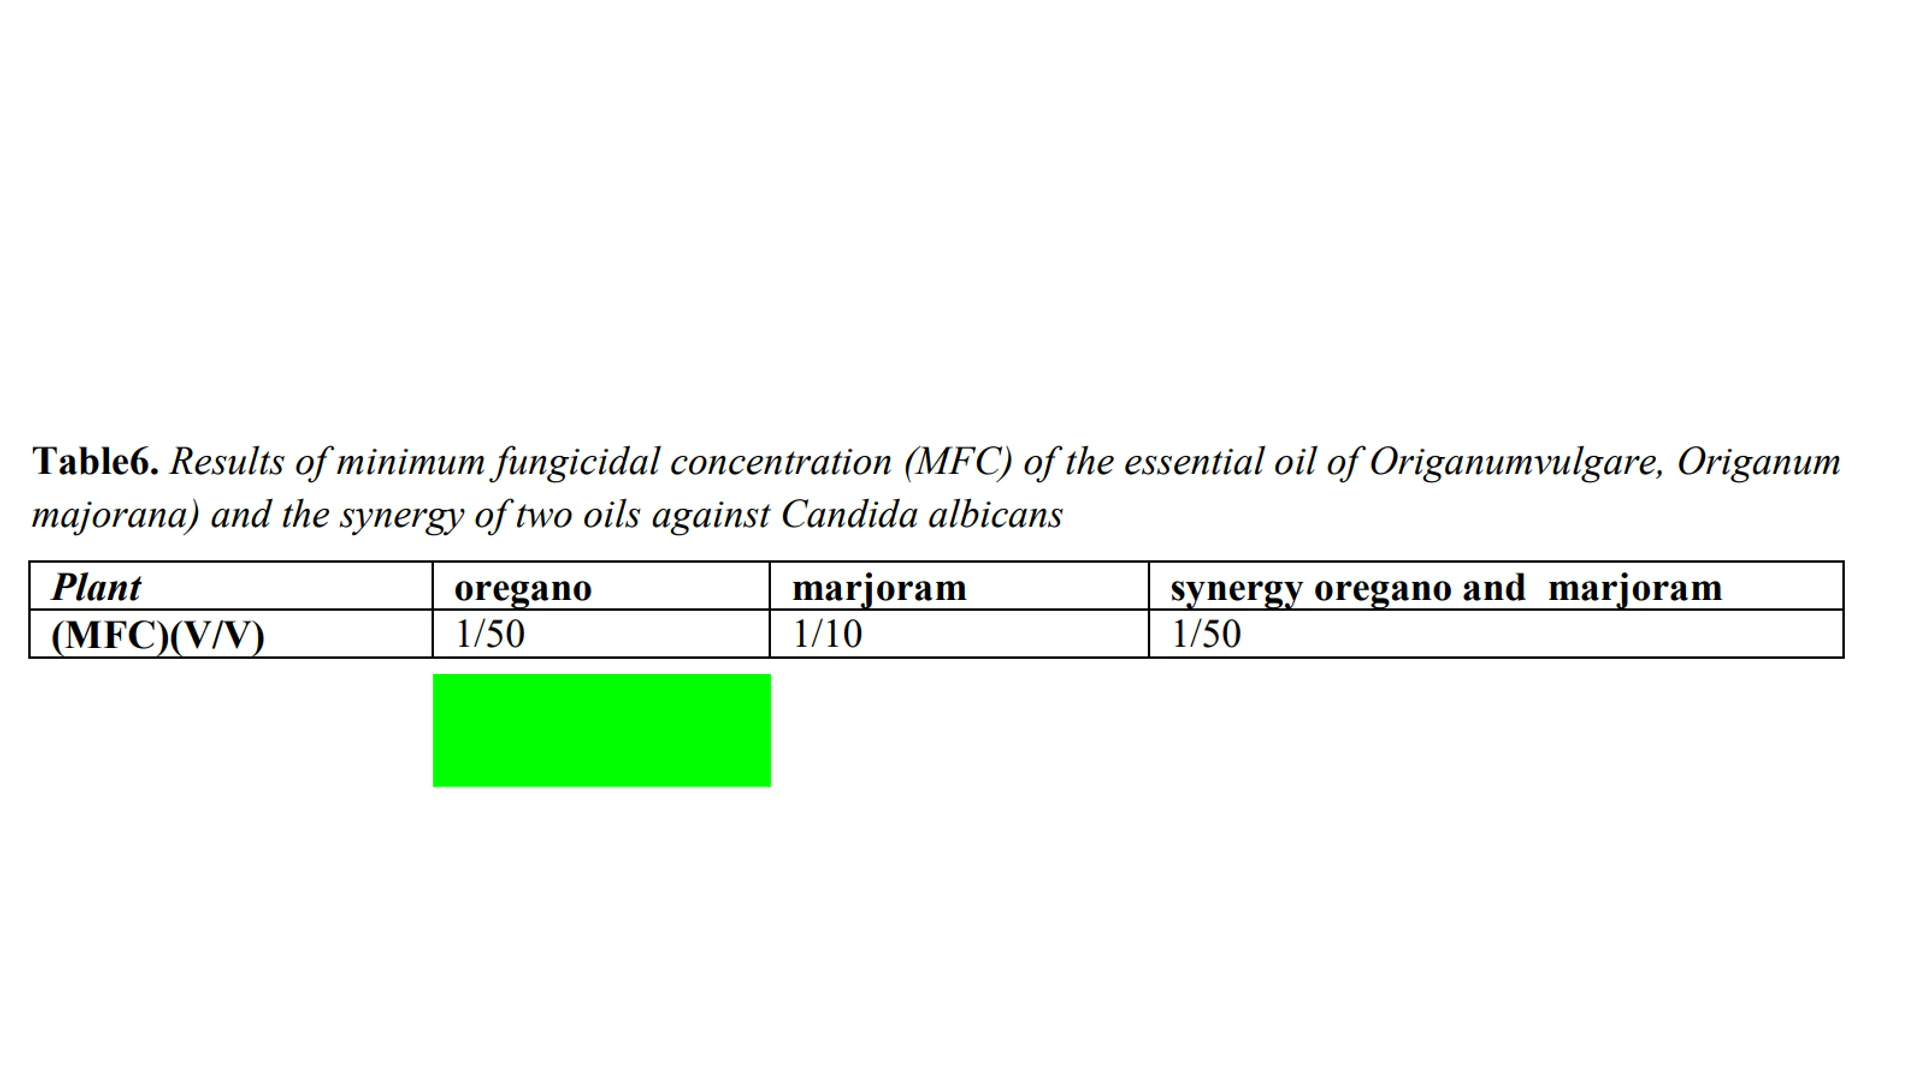 Table6. Results of minimum fungicidal concentration (MFC) of the essential oil of Origanumvulgare, Origanum
majorana) and the synergy of two oils against Candida albicans
Plant oregano marjoram synergy oregano and marjoram
(MFC)(V/V) 1/50 1/10 1/50